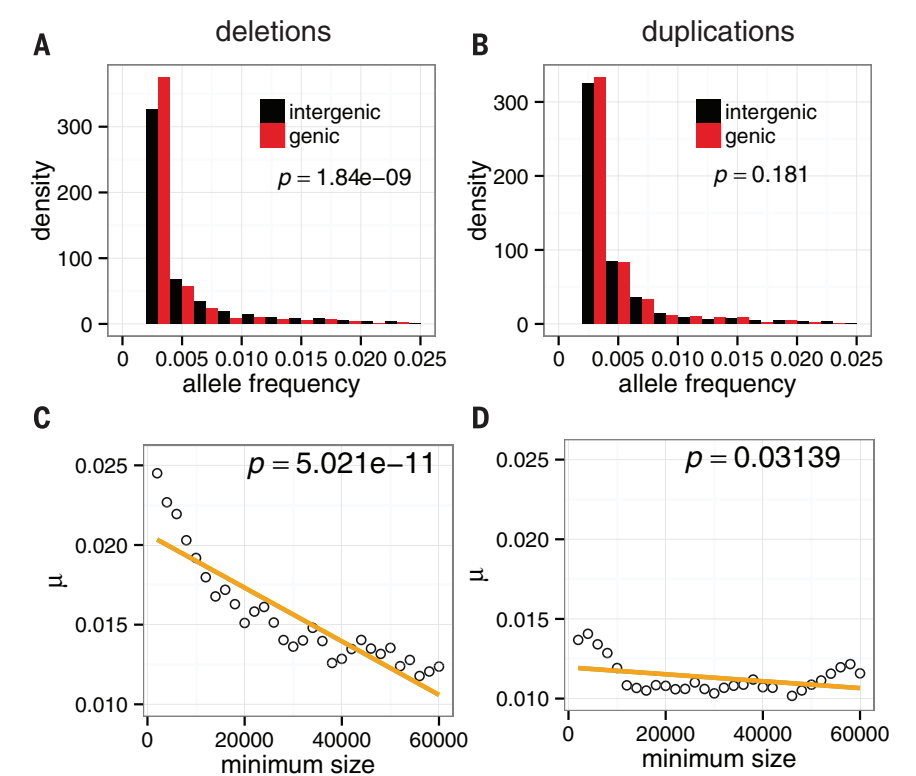 A
deletions
density
300
200
100
0
intergenic
genic
p = 1.84e−09
0 0.005 0.010 0.015 0.020 0.025
allele frequency
B
duplications
density
300
200
100
0
intergenic
genic
p = 0.181
0 0.005 0.010 0.015 0.020 0.025
allele frequency
C
μ
0.025
0.020
0.015
0.010
p = 5.021e−11
0 20000 40000 60000
minimum size
D
μ
0.025
0.020
0.015
0.010
p = 0.03139
0 20000 40000 60000
minimum size